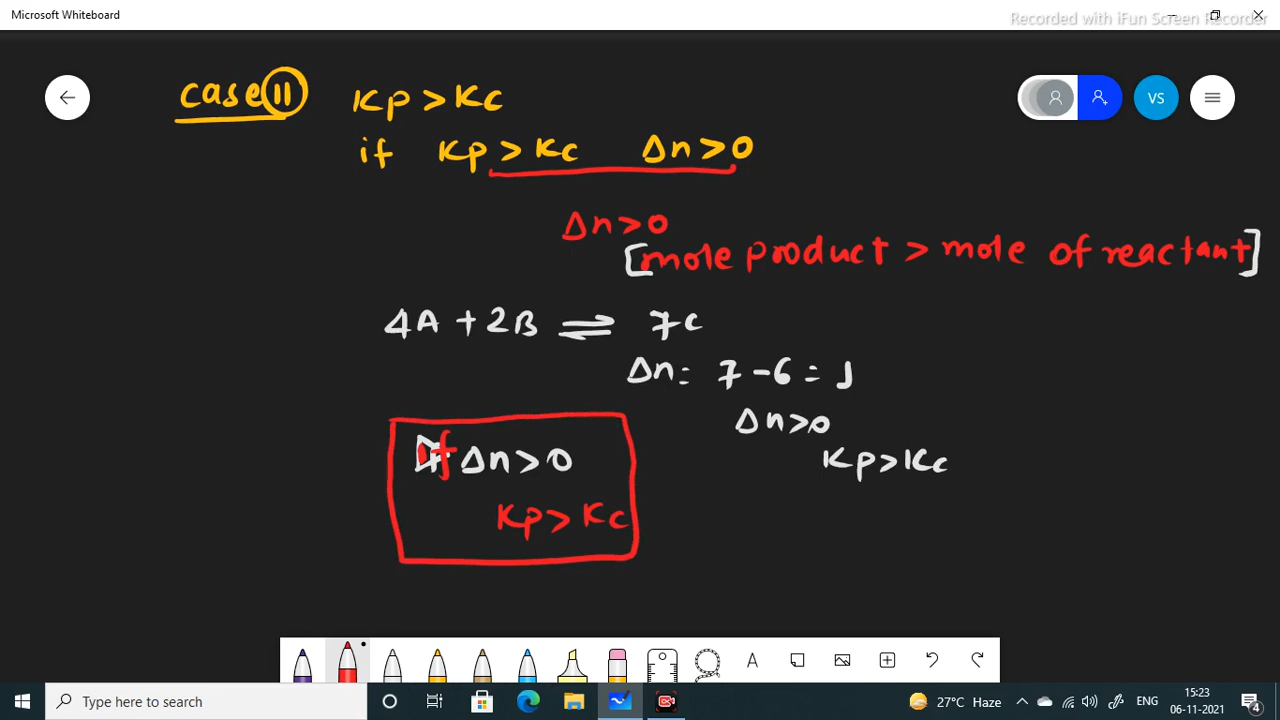 Microsoft Whiteboard
Recorded with iFun Screen Recorder
case II Kp > Kc
if Kp > Kc Δn > 0
VS
Δn > 0
[mole product > mole of reactant]
4A + 2B ⇌ 7C
Δn = 7 - 6 = 1
Δn > 0
Kp > Kc
If Δn > 0
Kp > Kc
A
Type here to search
27°C Haze
ENG
15:23
06-11-2021
4